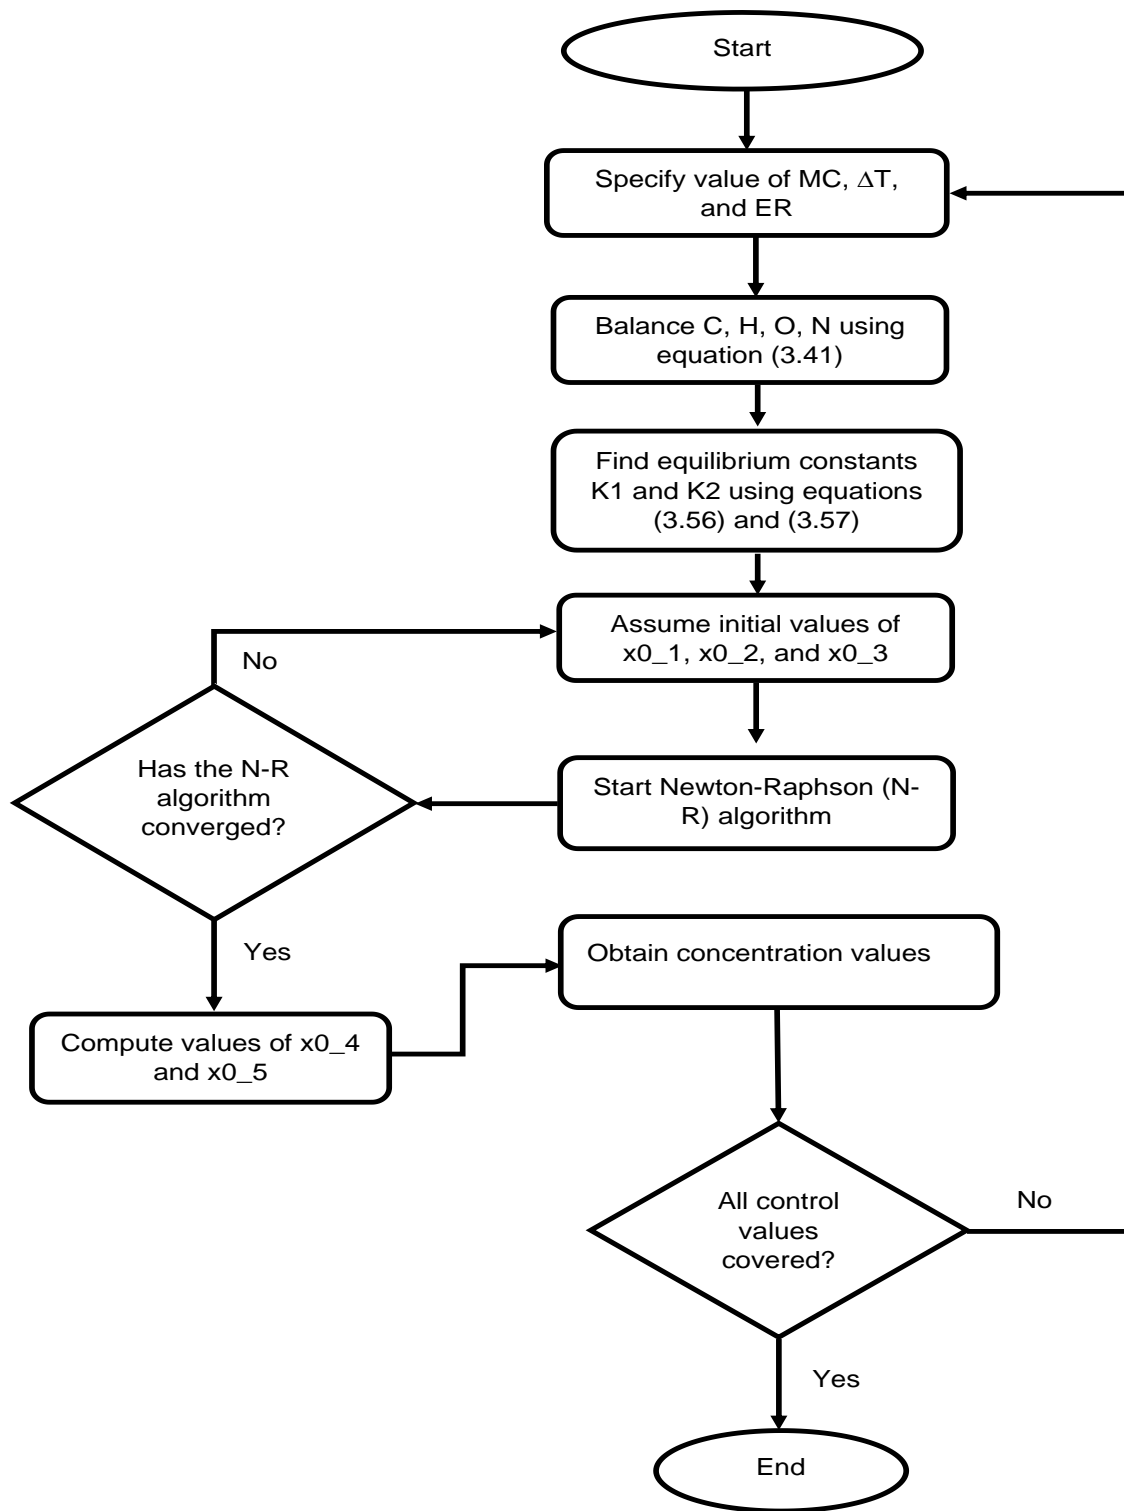 Start
Specify value of MC, ΔT,
and ER
Balance C, H, O, N using
equation (3.41)
Find equilibrium constants
K1 and K2 using equations
(3.56) and (3.57)
Assume initial values of
x0_1, x0_2, and x0_3
No
Start Newton-Raphson (N-
R) algorithm
Has the N-R
algorithm
converged?
Yes
Compute values of x0_4
and x0_5
Obtain concentration values
All control
values
covered?
No
Yes
End